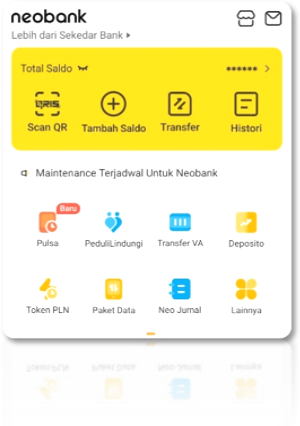 neobank
Lebih dari Sekedar Bank
Total Saldo ******
QRIS
Scan QR Tambah Saldo Transfer Histori
Maintenance Terjadwal Untuk Neobank
Baru
Pulsa PeduliLindungi Transfer VA Deposito
Token PLN Paket Data Neo Jurnal Lainnya